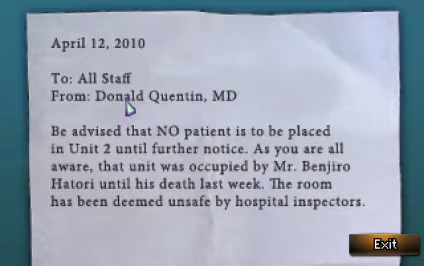 April 12, 2010
To: All Staff
From: Donald Quentin, MD
Be advised that NO patient is to be placed
in Unit 2 until further notice. As you are all
aware, that unit was occupied by Mr. Benjiro
Hatori until his death last week. The room
has been deemed unsafe by hospital inspectors.
Exit